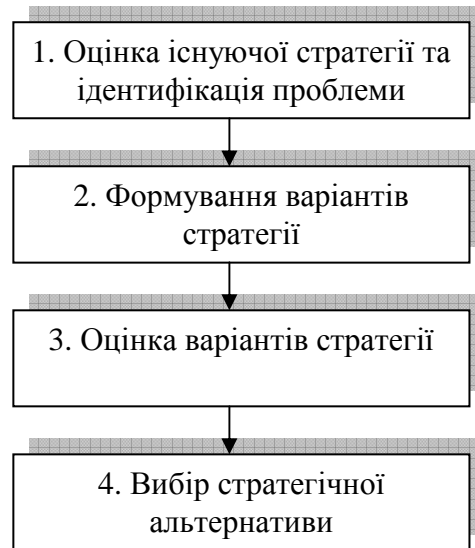 1. Оцінка існуючої стратегії та
ідентифікація проблеми
2. Формування варіантів
стратегії
3. Оцінка варіантів стратегії
4. Вибір стратегічної
альтернативи